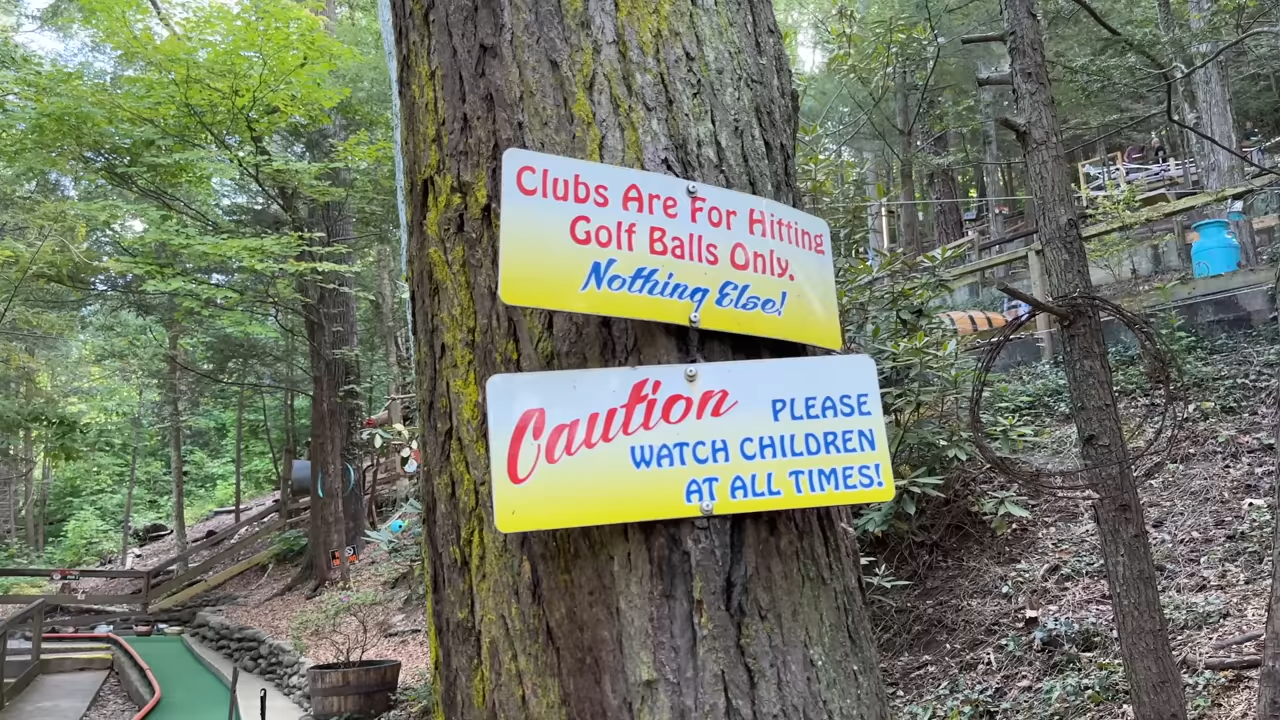 Clubs Are For Hitting
Golf Balls Only.
Nothing Else!
Caution PLEASE
WATCH CHILDREN
AT ALL TIMES!